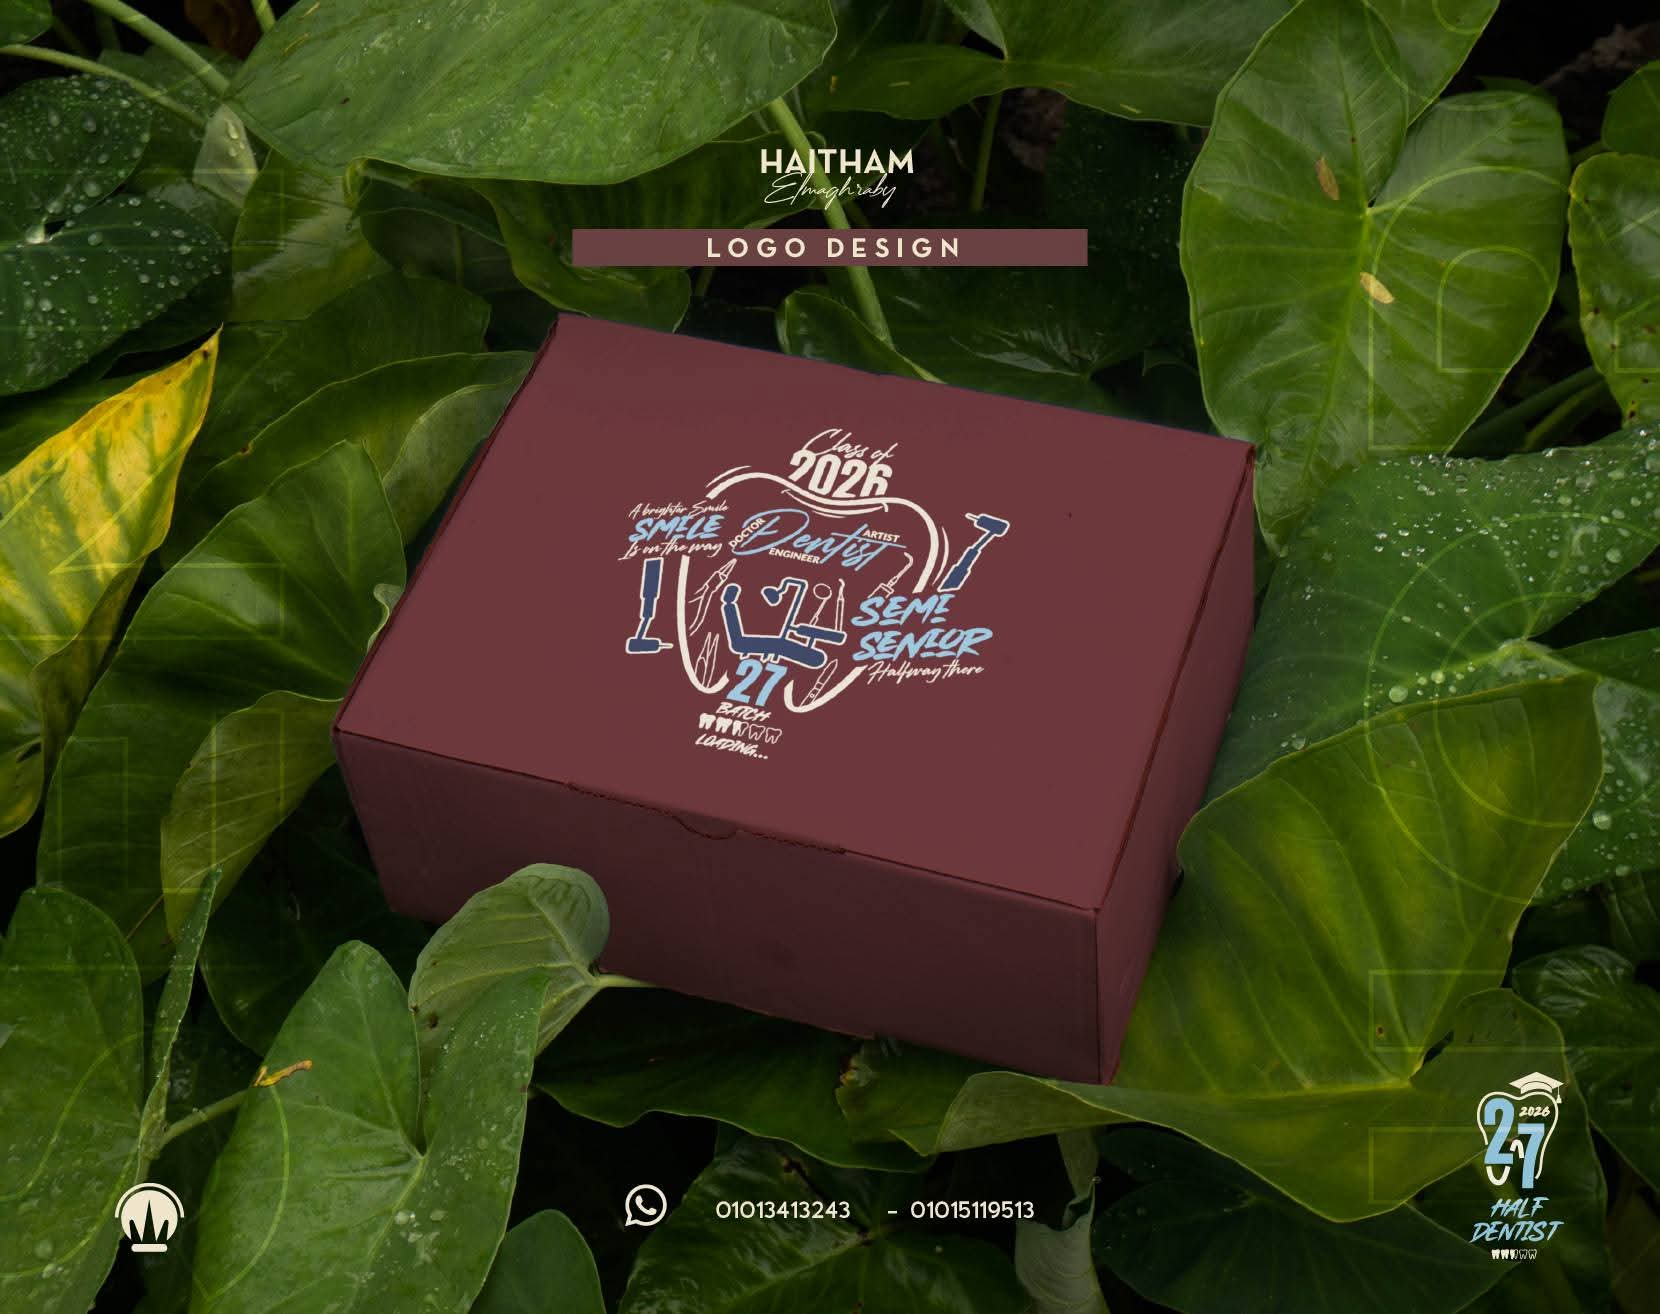 HAITHAM
Elmaghraby
LOGO DESIGN
Class of
2026
A brighter Smile
SMILE
Is on the way
DOCTOR
Dentist
ARTIST
ENGINEER
SEMI
SENIOR
Halfway there
27
BATCH
LOADING...
01013413243 - 01015119513
2026
27
HALF
DENTIST